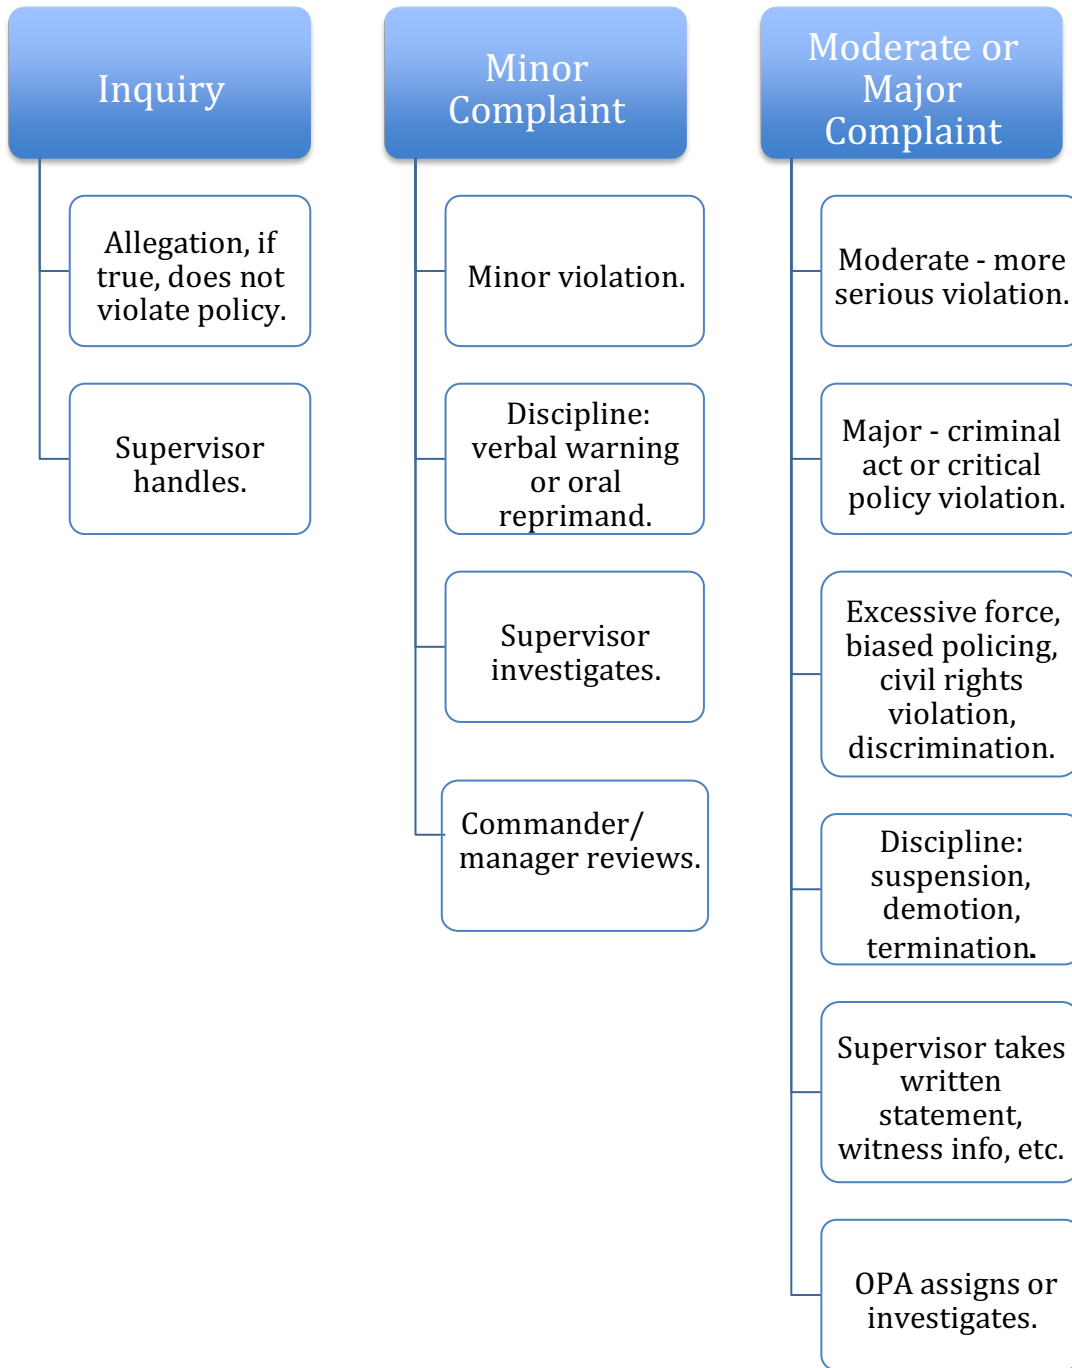 Inquiry
Allegation, if
true, does not
violate policy.
Supervisor
handles.
Minor
Complaint
Minor violation.
Discipline:
verbal warning
or oral
reprimand.
Supervisor
investigates.
Commander/
manager reviews.
Moderate or
Major
Complaint
Moderate - more
serious violation.
Major - criminal
act or critical
policy violation.
Excessive force,
biased policing,
civil rights
violation,
discrimination.
Discipline:
suspension,
demotion,
termination.
Supervisor takes
written
statement,
witness info, etc.
OPA assigns or
investigates.